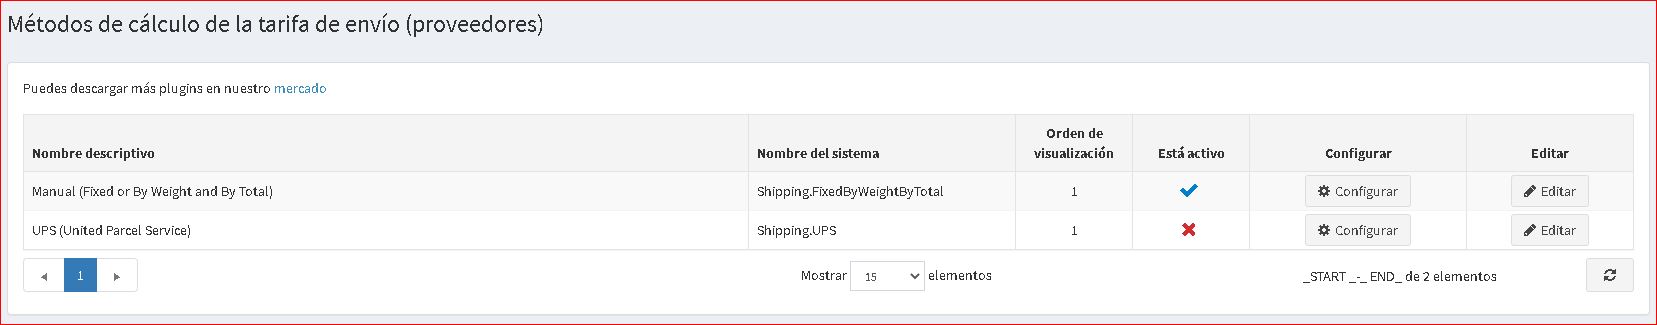 Métodos de cálculo de la tarifa de envío (proveedores)
Puedes descargar más plugins en nuestro mercado
Nombre descriptivo Nombre del sistema Orden de visualización Está activo Configurar Editar
Manual (Fixed or By Weight and By Total) Shipping.FixedByWeightByTotal 1 Configurar Editar
UPS (United Parcel Service) Shipping.UPS 1 Configurar Editar
1 Mostrar 15 elementos _START_-_END_ de 2 elementos